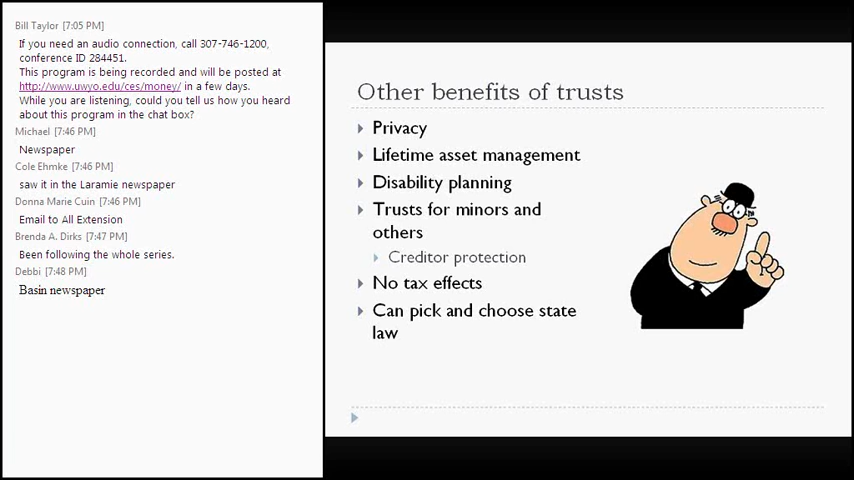 Bill Taylor [7:05 PM]
If you need an audio connection, call 307-746-1200,
conference ID 284451.
This program is being recorded and will be posted at
http://www.uwyo.edu/ces/money/ in a few days.
While you are listening, could you tell us how you heard
about this program in the chat box?
Michael [7:46 PM]
Newspaper
Cole Ehmke [7:46 PM]
saw it in the Laramie newspaper
Donna Marie Cuin [7:46 PM]
Email to All Extension
Brenda A. Dirks [7:47 PM]
Been following the whole series.
Debbi [7:48 PM]
Basin newspaper
Other benefits of trusts
Privacy
Lifetime asset management
Disability planning
Trusts for minors and
others
Creditor protection
No tax effects
Can pick and choose state
law